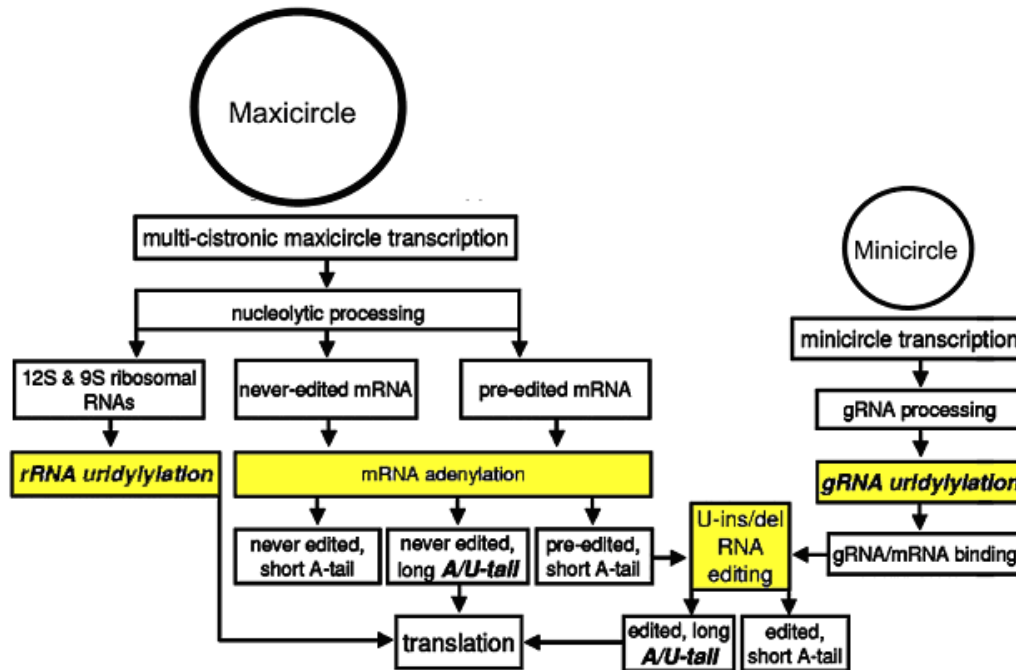 Maxicircle
multi-cistronic maxicircle transcription
nucleolytic processing
12S & 9S ribosomal
RNAs
never-edited mRNA
pre-edited mRNA
rRNA uridylylation
mRNA adenylation
never edited,
short A-tail
never edited,
long A/U-tail
pre-edited,
short A-tail
translation
Minicircle
minicircle transcription
gRNA processing
gRNA uridylylation
gRNA/mRNA binding
U-ins/del
RNA
editing
edited, long
A/U-tail
edited,
short A-tail